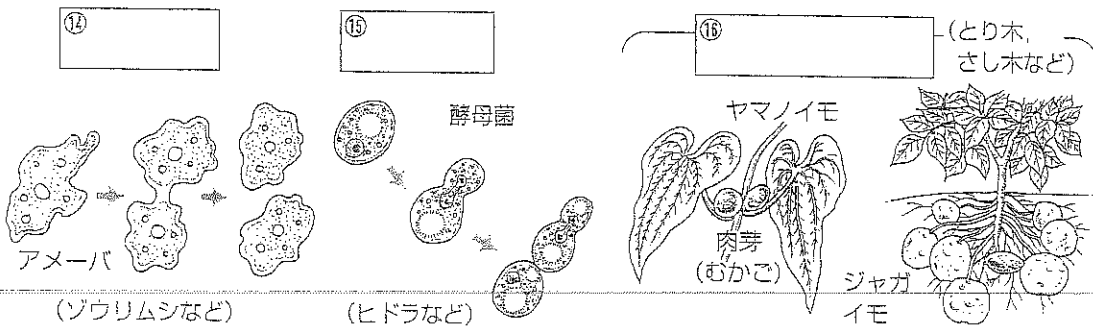 ⑭
⑮
⑯
(とり木,
さし木など)
酵母菌
ヤマノイモ
アメーバ
肉芽
(むかご)
ジャガ
イモ
(ゾウリムシなど)
(ヒドラなど)